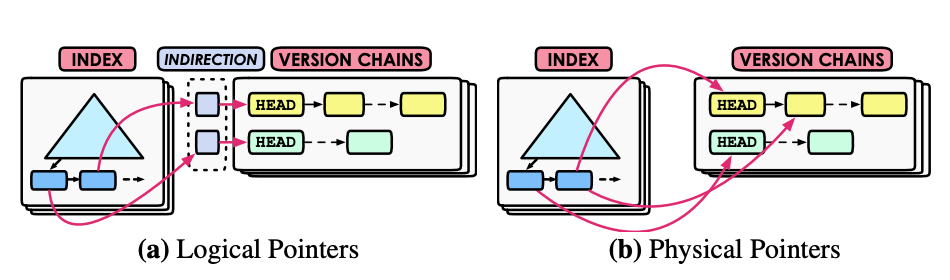 INDEX
INDIRECTION
VERSION CHAINS
HEAD
HEAD
(a) Logical Pointers
INDEX
VERSION CHAINS
HEAD
HEAD
(b) Physical Pointers